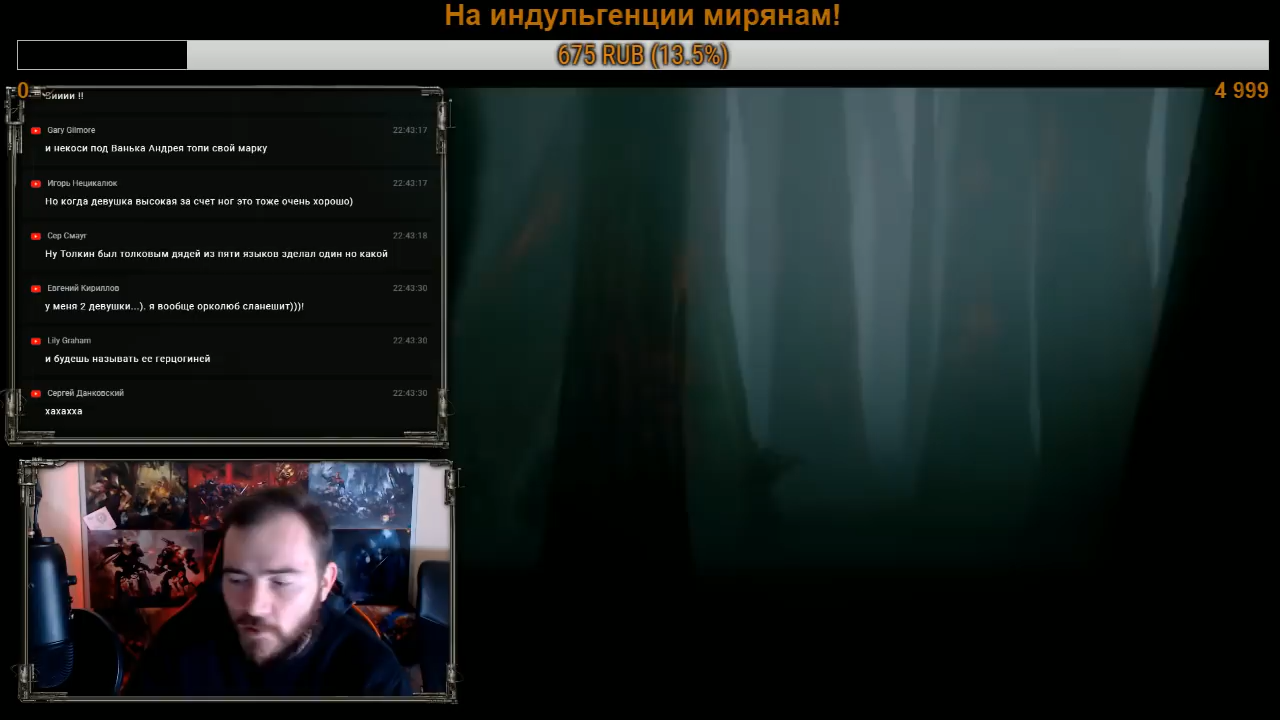 На индульгенции мирянам!
675 RUB (13.5%)
0
4 999
Вииии !!
Gary Gilmore 22:43:17
и некоси под Ванька Андрея топи свой марку
Игорь Нецикалюк 22:43:17
Но когда девушка высокая за счет ног это тоже очень хорошо)
Сер Смауг 22:43:18
Ну Толкин был толковым дядей из пяти языков зделал один но какой
Евгений Кириллов 22:43:30
у меня 2 девушки...). я вообще орколюб сланешит)))!
Lily Graham 22:43:30
и будешь называть ее герцогиней
Сергей Данковский 22:43:30
хахахха